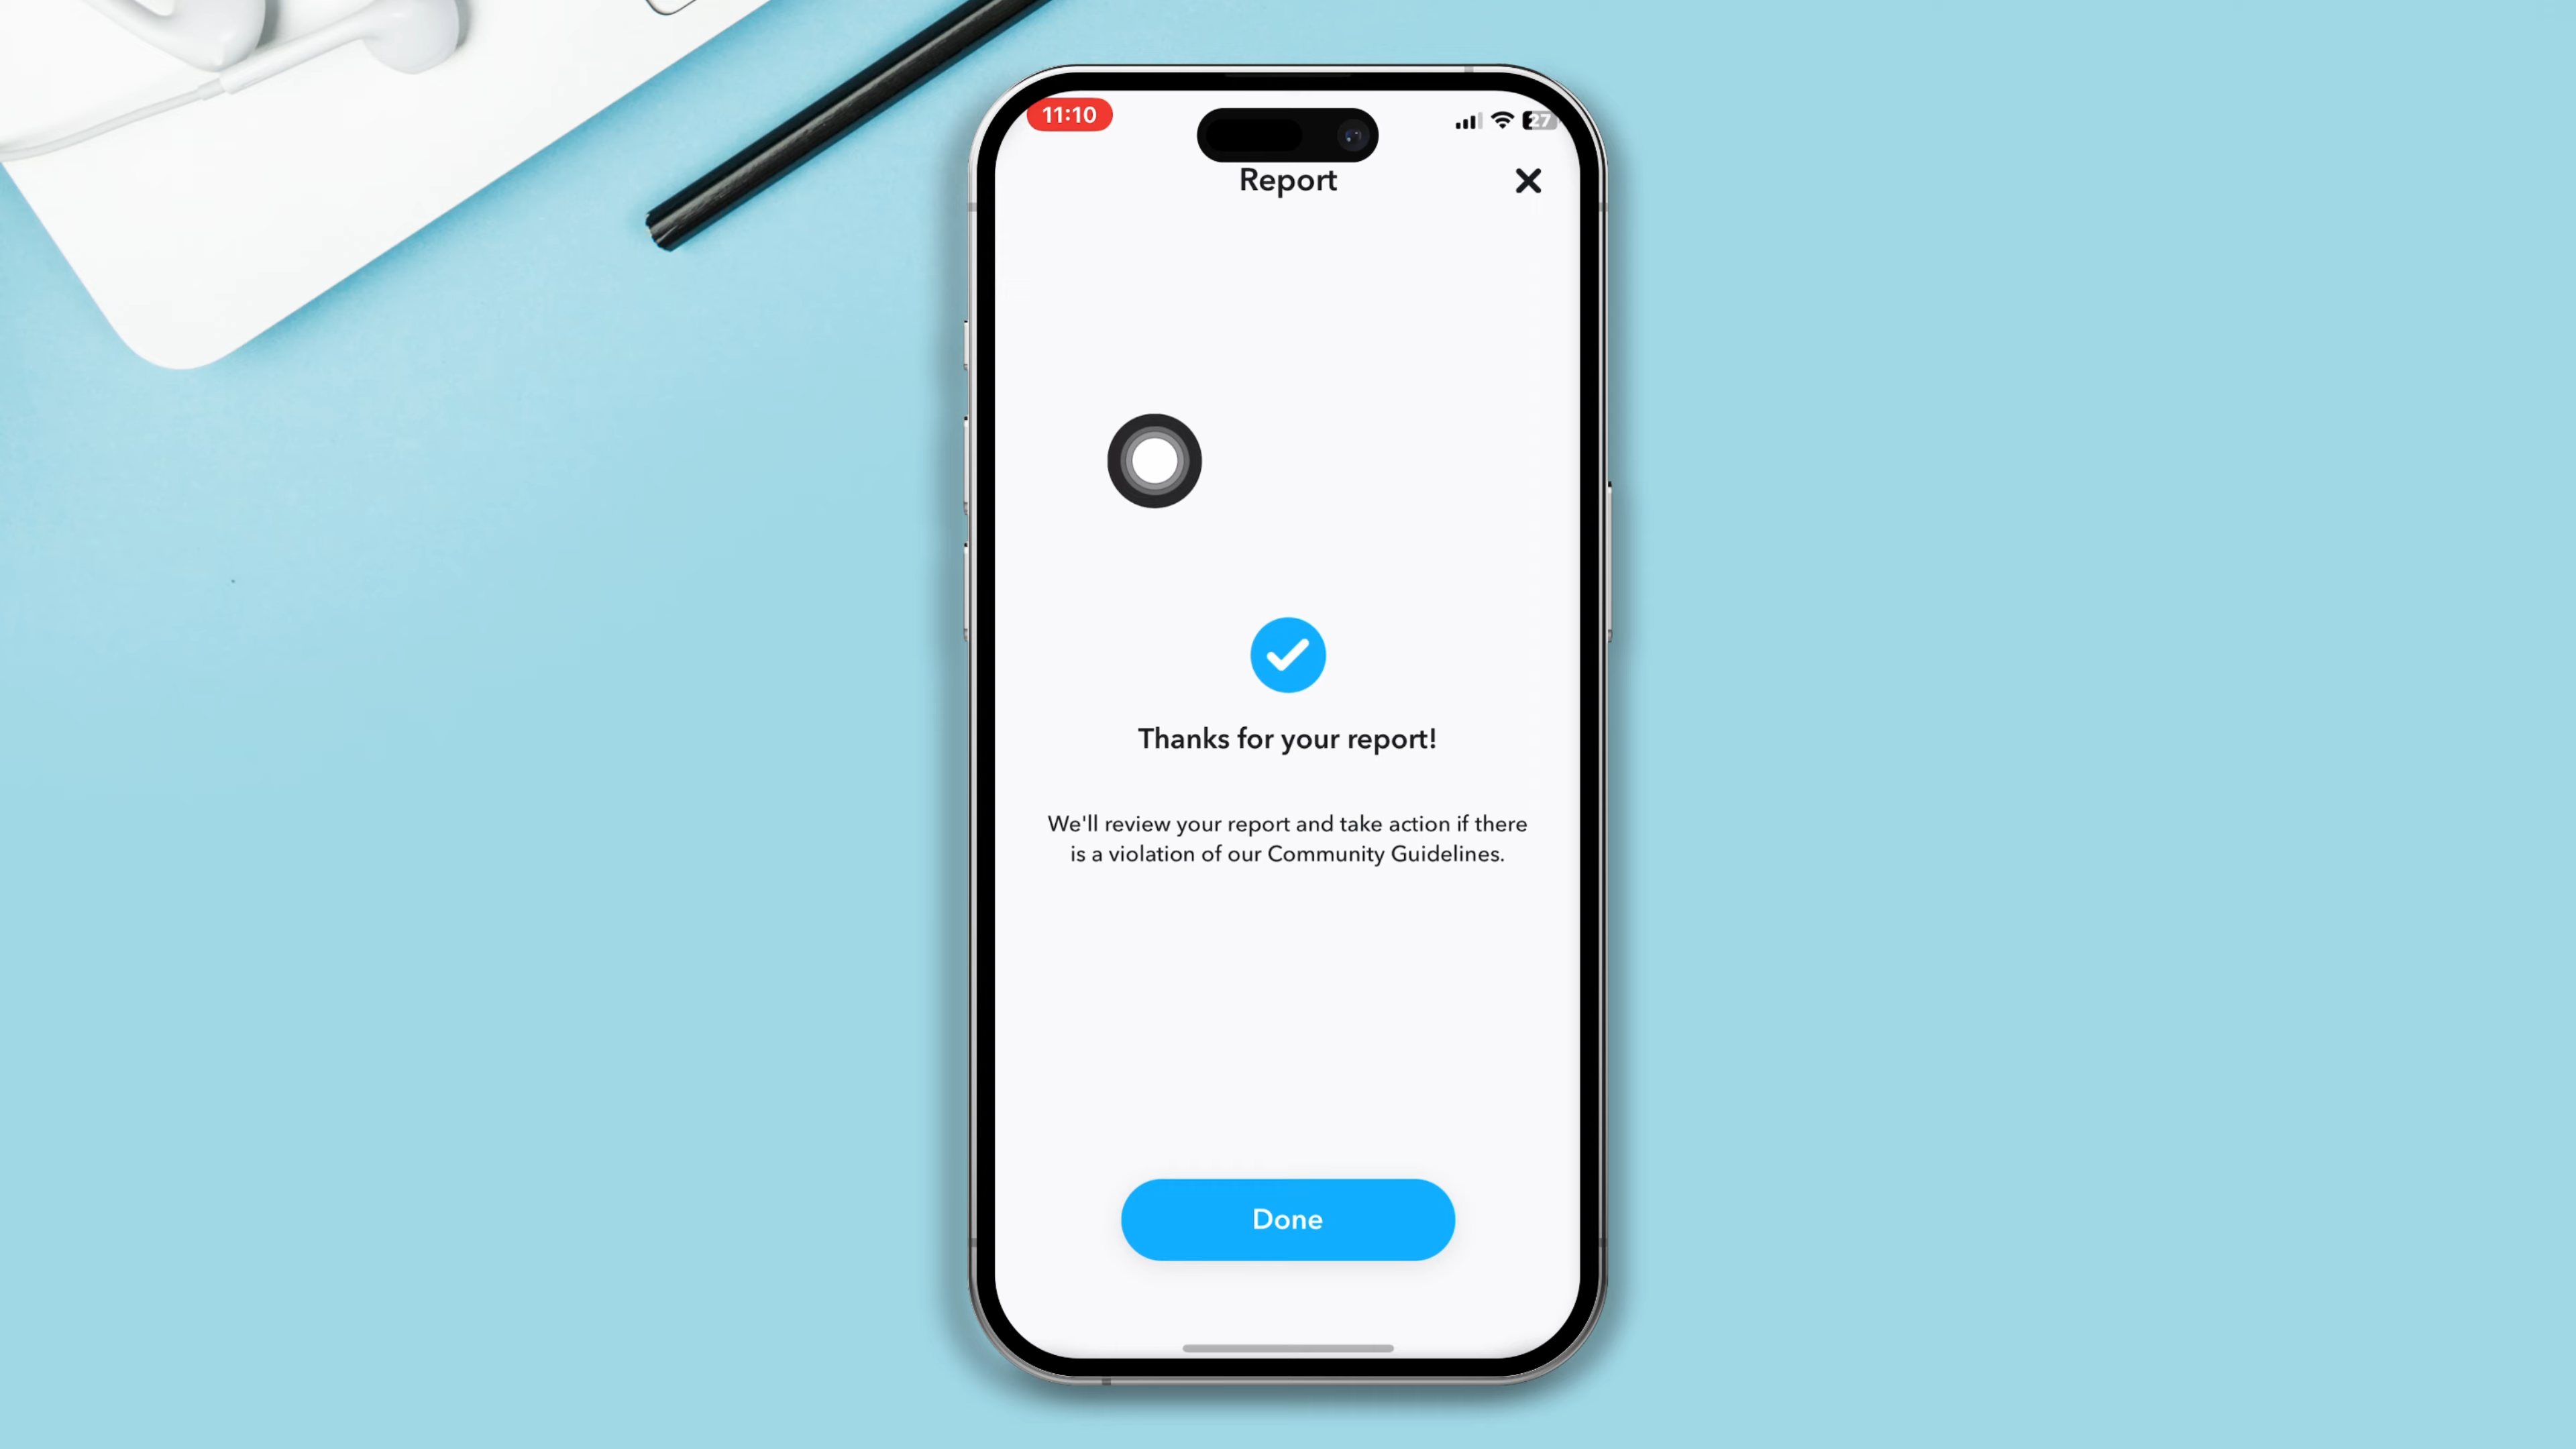 11:10
27
Report
Thanks for your report!
We'll review your report and take action if there
is a violation of our Community Guidelines.
Done